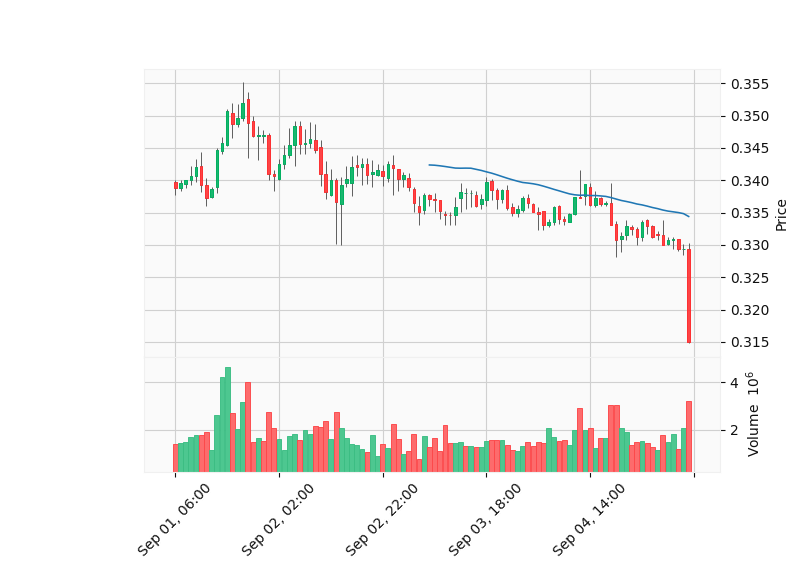 0.355
0.350
0.345
0.340
0.335
0.330
0.325
0.320
0.315
Price
4
2
Volume 10^6
Sep 01, 06:00
Sep 02, 02:00
Sep 02, 22:00
Sep 03, 18:00
Sep 04, 14:00